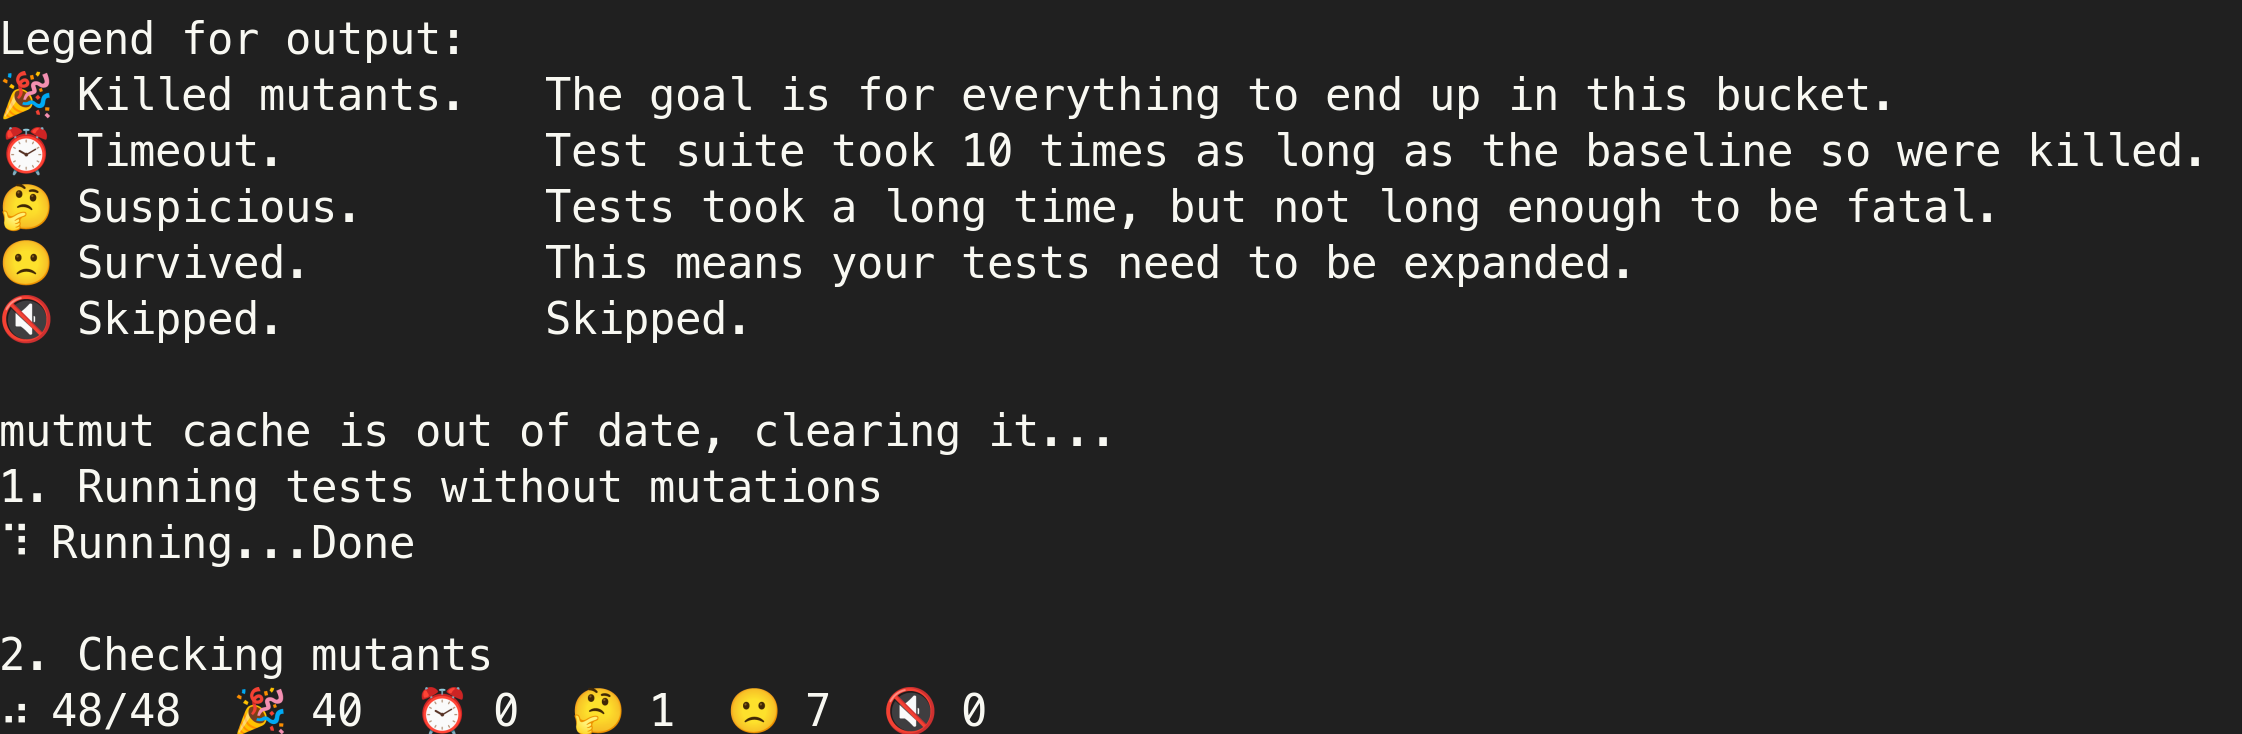 Legend for output:
🎉 Killed mutants.   The goal is for everything to end up in this bucket.
⏰ Timeout.          Test suite took 10 times as long as the baseline so were killed.
🤔 Suspicious.       Tests took a long time, but not long enough to be fatal.
🙁 Survived.         This means your tests need to be expanded.
🔇 Skipped.          Skipped.
mutmut cache is out of date, clearing it...
1. Running tests without mutations
⠹ Running...Done
2. Checking mutants
⠴ 48/48  🎉 40  ⏰ 0  🤔 1  🙁 7  🔇 0